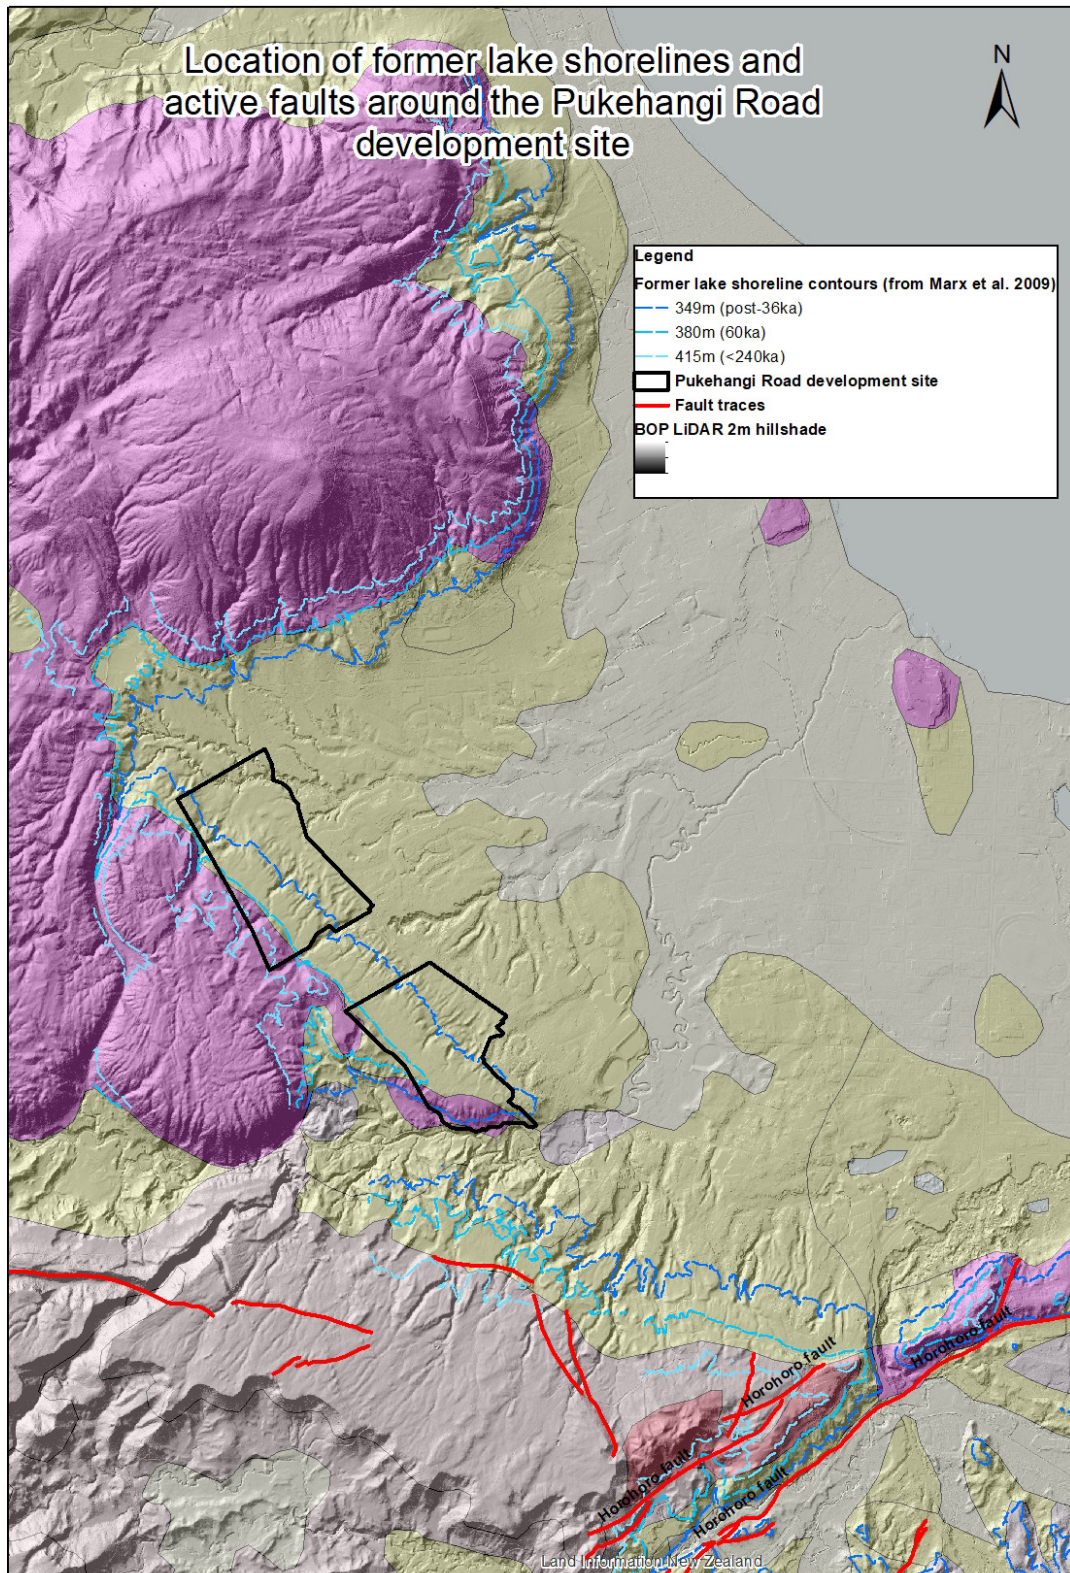 Location of former lake shorelines and
active faults around the Pukehangi Road
development site
N
Legend
Former lake shoreline contours (from Marx et al. 2009)
349m (post-36ka)
380m (60ka)
415m (<240ka)
Pukehangi Road development site
Fault traces
BOP LiDAR 2m hillshade
Horohoro fault
Horohoro fault
Horohoro fault
Horohoro fault
Land Information New Zealand